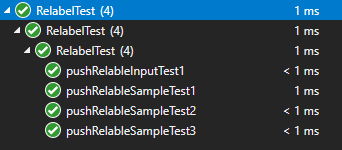 RelabelTest (4) 1 ms
RelabelTest (4) 1 ms
RelabelTest (4) 1 ms
pushRelableInputTest1 < 1 ms
pushRelableSampleTest1 1 ms
pushRelableSampleTest2 < 1 ms
pushRelableSampleTest3 < 1 ms